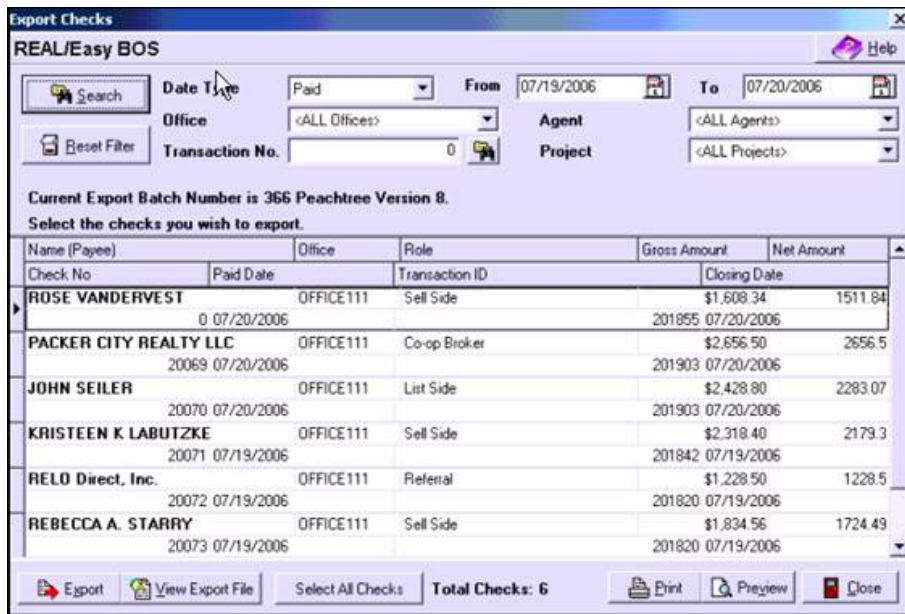 Export Checks
REAL/Easy BOS
Help
Search
Date Type Paid From 07/19/2006 To 07/20/2006
Office <ALL Offices> Agent <ALL Agents>
Reset Filter
Transaction No. 0 Project <ALL Projects>
Current Export Batch Number is 366 Peachtree Version 8.
Select the checks you wish to export.
Name (Payee) Office Role Gross Amount Net Amount
Check No Paid Date Transaction ID Closing Date
ROSE VANDERVEST OFFICE111 Sell Side $1,608.34 1511.84
0 07/20/2006 201855 07/20/2006
PACKER CITY REALTY LLC OFFICE111 Co-op Broker $2,656.50 2656.5
20069 07/20/2006 201903 07/20/2006
JOHN SEILER OFFICE111 List Side $2,428.80 2283.07
20070 07/20/2006 201903 07/20/2006
KRISTEEN K LABUTZKE OFFICE111 Sell Side $2,318.40 2179.3
20071 07/19/2006 201842 07/19/2006
RELO Direct, Inc. OFFICE111 Referral $1,228.50 1228.5
20072 07/19/2006 201820 07/19/2006
REBECCA A. STARRY OFFICE111 Sell Side $1,834.56 1724.49
20073 07/19/2006 201820 07/19/2006
Export View Export File Select All Checks Total Checks: 6 Print Preview Close